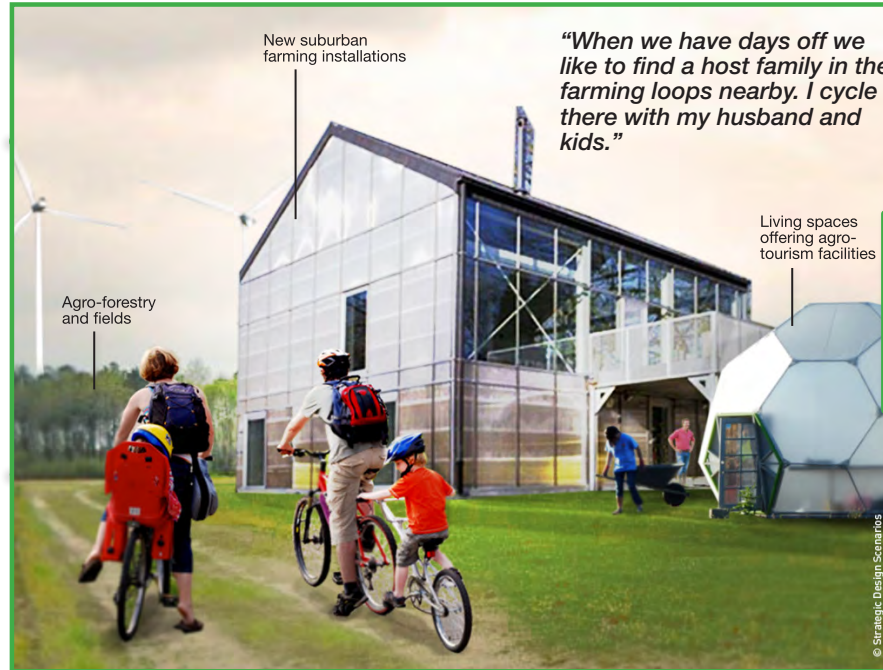 New suburban
farming installations
“When we have days off we
like to find a host family in the
farming loops nearby. I cycle
there with my husband and
kids.”
Living spaces
offering agro-
tourism facilities
Agro-forestry
and fields
© Strategic Design Scenarios